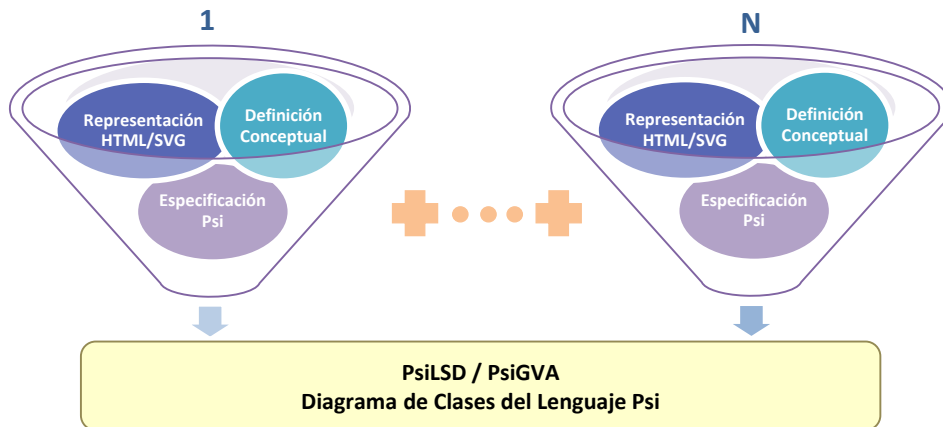 1
N
Representación
HTML/SVG
Definición
Conceptual
Especificación
Psi
Representación
HTML/SVG
Definición
Conceptual
Especificación
Psi
PsiLSD / PsiGVA
Diagrama de Clases del Lenguaje Psi